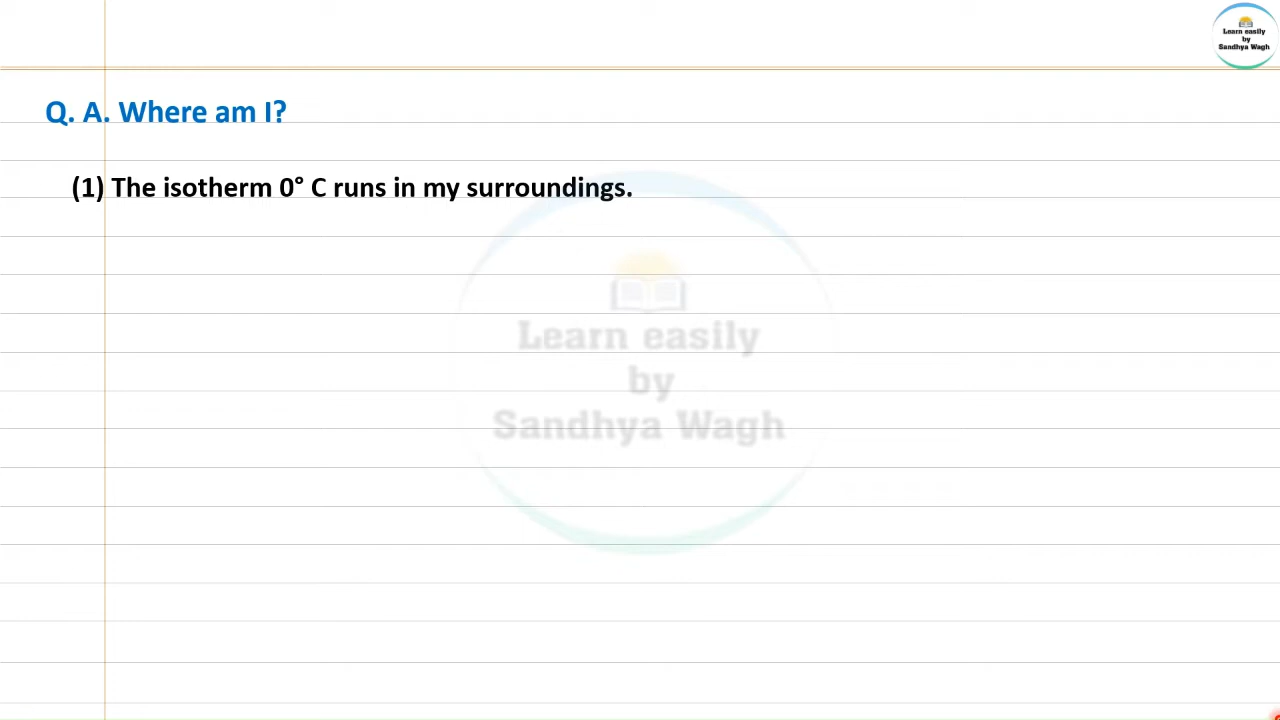 Learn easily
by
Sandhya Wagh
Q. A. Where am I?
(1) The isotherm 0° C runs in my surroundings.
Learn easily
by
Sandhya Wagh